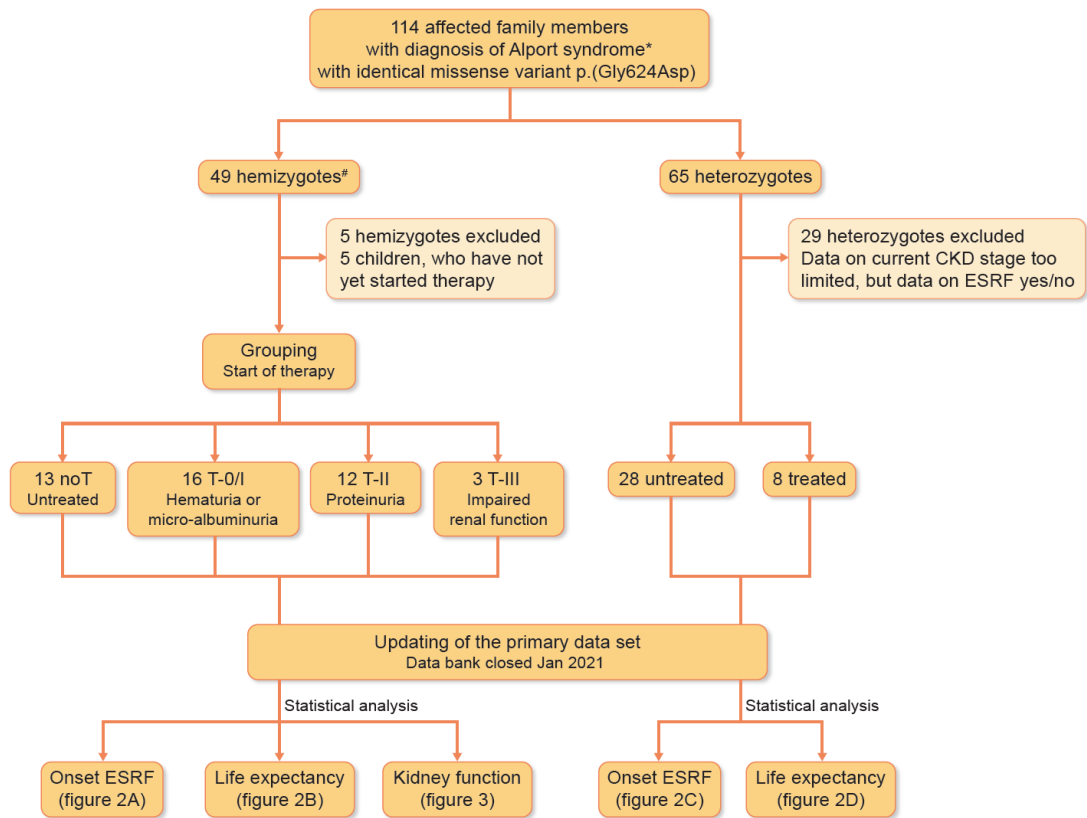 114 affected family members
with diagnosis of Alport syndrome*
with identical missense variant p.(Gly624Asp)
49 hemizygotes#
65 heterozygotes
5 hemizygotes excluded
5 children, who have not
yet started therapy
29 heterozygotes excluded
Data on current CKD stage too
limited, but data on ESRF yes/no
Grouping
Start of therapy
13 noT
Untreated
16 T-0/I
Hematuria or
micro-albuminuria
12 T-II
Proteinuria
3 T-III
Impaired
renal function
28 untreated
8 treated
Updating of the primary data set
Data bank closed Jan 2021
Statistical analysis
Statistical analysis
Onset ESRF
(figure 2A)
Life expectancy
(figure 2B)
Kidney function
(figure 3)
Onset ESRF
(figure 2C)
Life expectancy
(figure 2D)